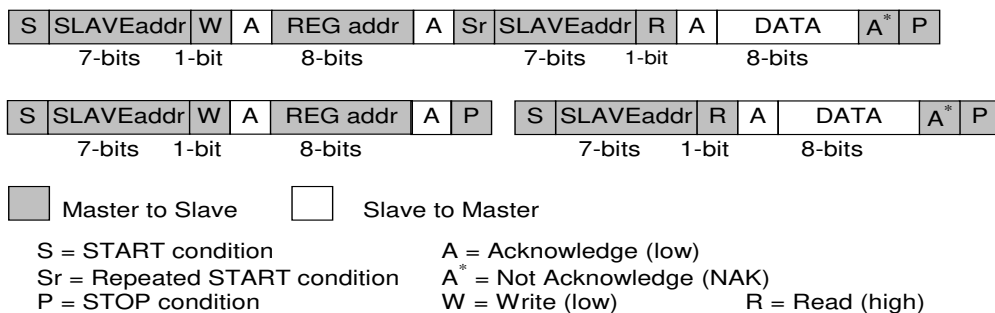 S SLAVEaddr W A REG addr A Sr SLAVEaddr R A DATA A* P
7-bits 1-bit 8-bits 7-bits 1-bit 8-bits
S SLAVEaddr W A REG addr A P S SLAVEaddr R A DATA A* P
7-bits 1-bit 8-bits 7-bits 1-bit 8-bits
Master to Slave Slave to Master
S = START condition A = Acknowledge (low)
Sr = Repeated START condition A* = Not Acknowledge (NAK)
P = STOP condition W = Write (low) R = Read (high)